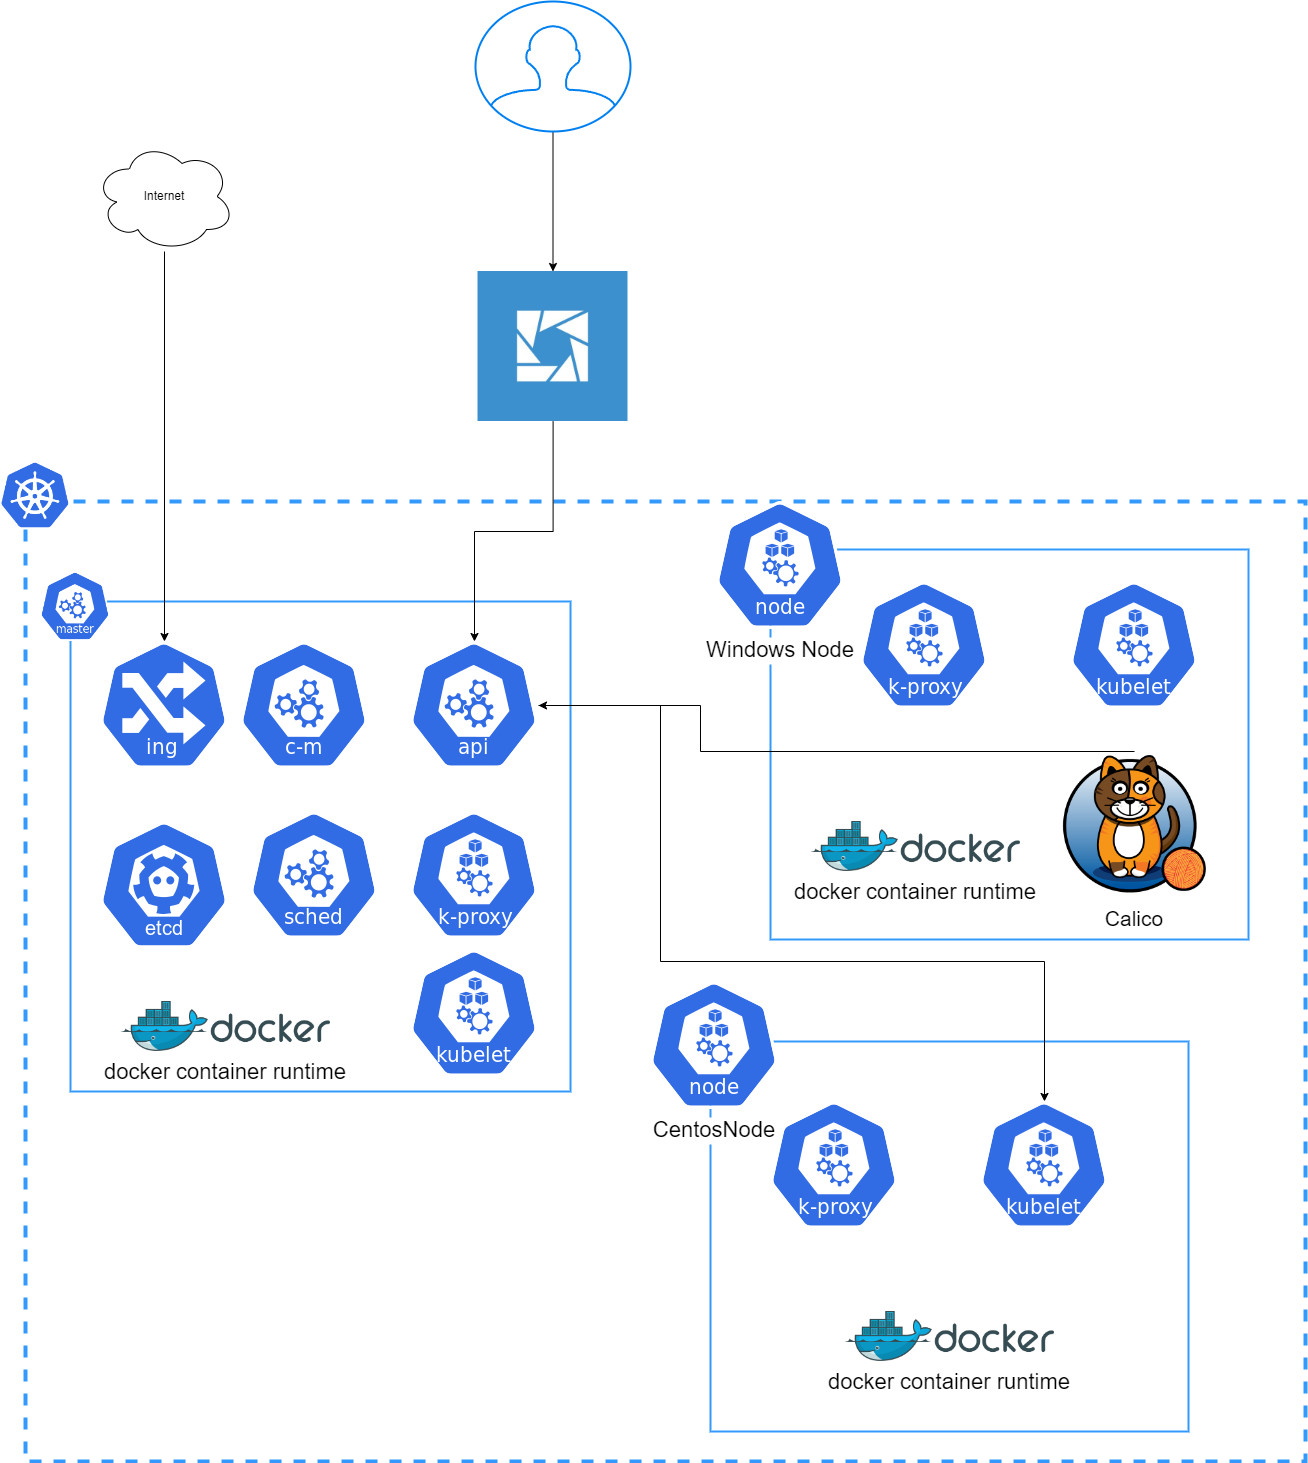 Internet
master
ing
c-m
api
etcd
sched
k-proxy
kubelet
docker
docker container runtime
node
Windows Node
k-proxy
kubelet
docker
docker container runtime
Calico
node
CentosNode
k-proxy
kubelet
docker
docker container runtime